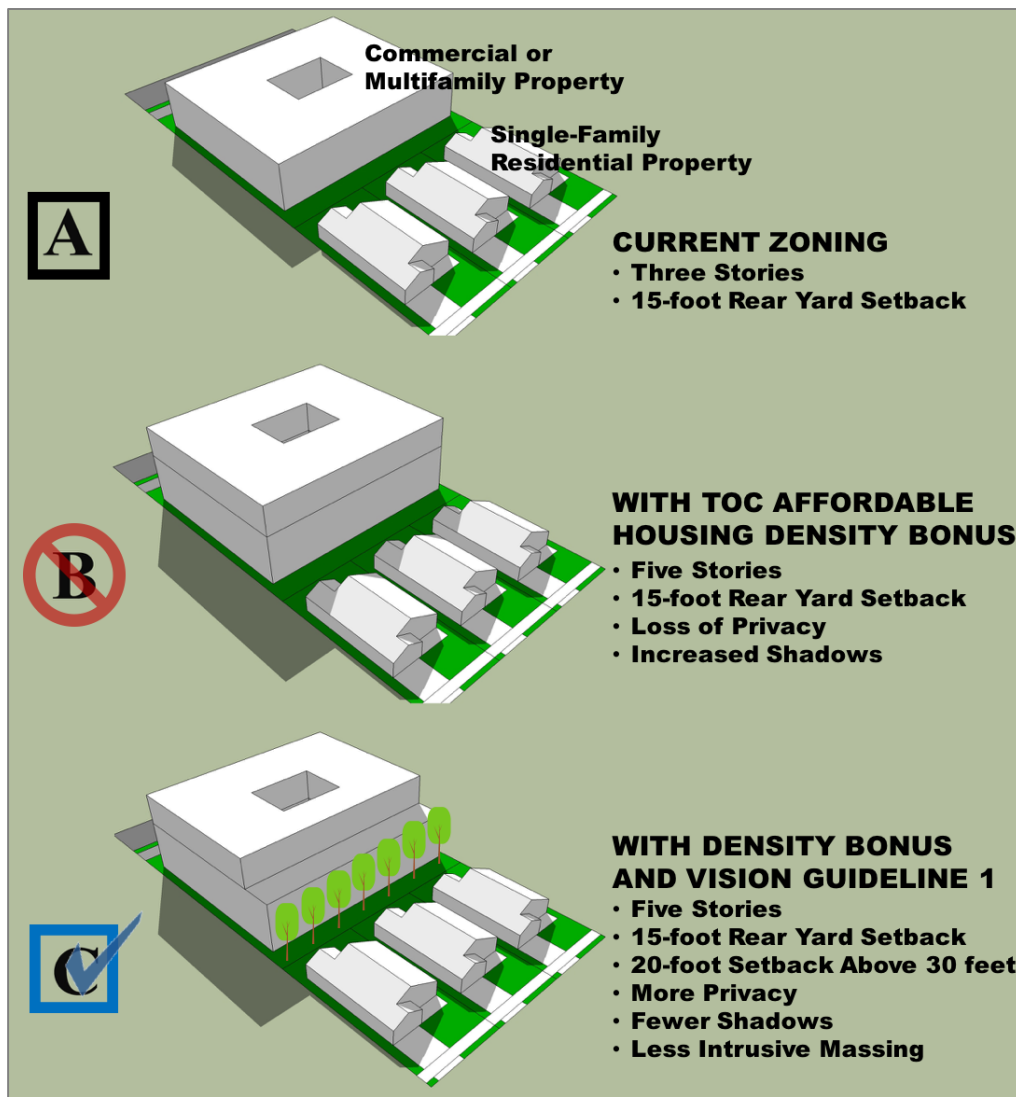 Commercial or
Multifamily Property
Single-Family
Residential Property
A
CURRENT ZONING
• Three Stories
• 15-foot Rear Yard Setback
B
WITH TOC AFFORDABLE
HOUSING DENSITY BONUS
• Five Stories
• 15-foot Rear Yard Setback
• Loss of Privacy
• Increased Shadows
C
WITH DENSITY BONUS
AND VISION GUIDELINE 1
• Five Stories
• 15-foot Rear Yard Setback
• 20-foot Setback Above 30 feet
• More Privacy
• Fewer Shadows
• Less Intrusive Massing